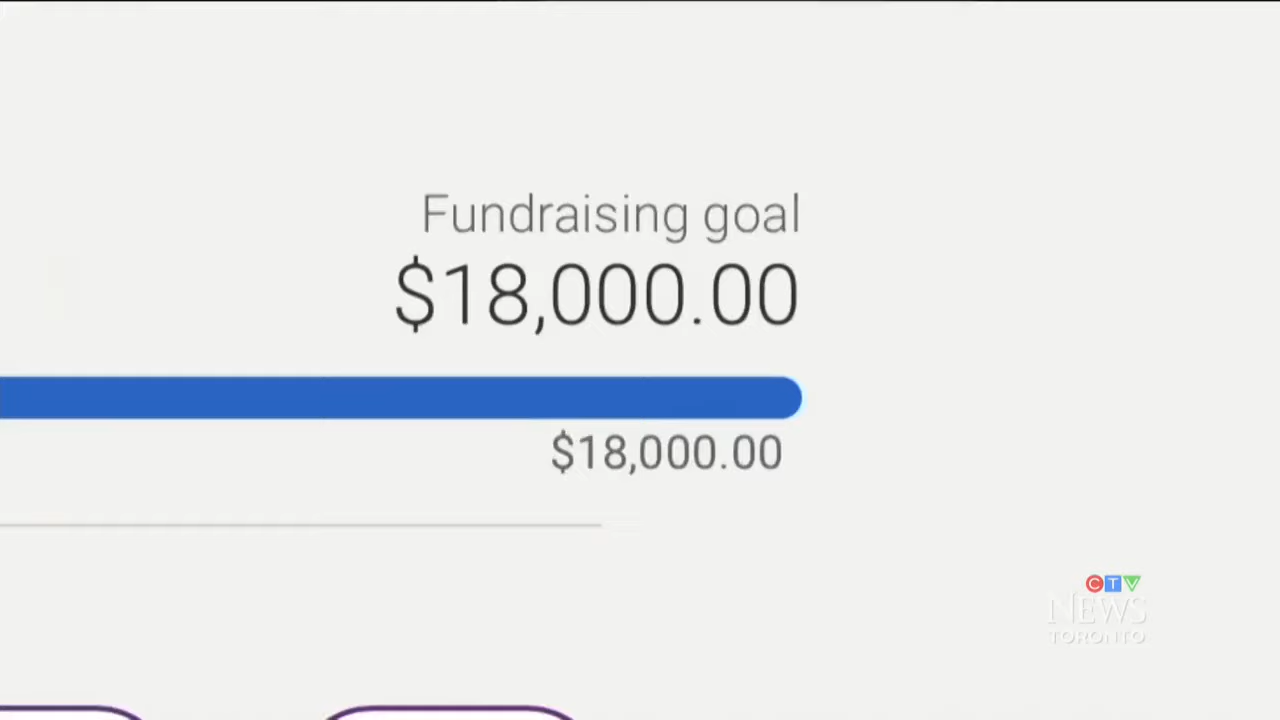 Fundraising goal
$18,000.00
$18,000.00
CTV
NEWS
TORONTO